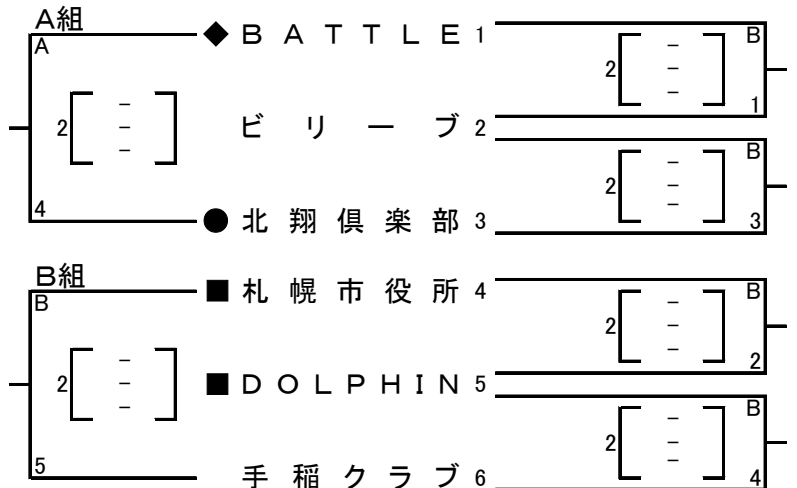 A組
A
◆ B A T T L E 1
B
2 - - -
1
2 - - -
ビ リ ー ブ 2
B
2 - - -
3
4
● 北 翔 倶 楽 部 3
B組
B
■ 札 幌 市 役 所 4
B
2 - - -
2
2 - - -
■ D O L P H I N 5
B
2 - - -
4
5
手 稲 ク ラ ブ 6